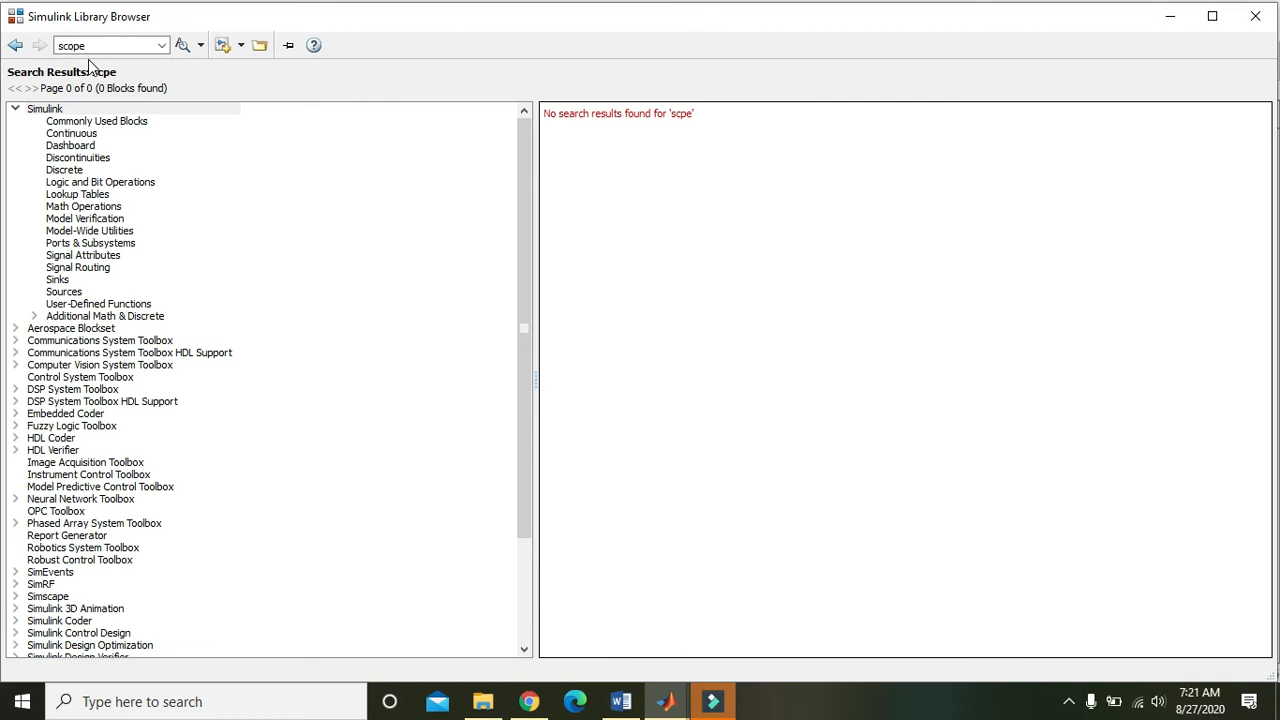 Simulink Library Browser
scope
Search Results: scpe
<< >> Page 0 of 0 (0 Blocks found)
Simulink
Commonly Used Blocks
Continuous
Dashboard
Discontinuities
Discrete
Logic and Bit Operations
Lookup Tables
Math Operations
Model Verification
Model-Wide Utilities
Ports & Subsystems
Signal Attributes
Signal Routing
Sinks
Sources
User-Defined Functions
Additional Math & Discrete
Aerospace Blockset
Communications System Toolbox
Communications System Toolbox HDL Support
Computer Vision System Toolbox
Control System Toolbox
DSP System Toolbox
DSP System Toolbox HDL Support
Embedded Coder
Fuzzy Logic Toolbox
HDL Coder
HDL Verifier
Image Acquisition Toolbox
Instrument Control Toolbox
Model Predictive Control Toolbox
Neural Network Toolbox
OPC Toolbox
Phased Array System Toolbox
Report Generator
Robotics System Toolbox
Robust Control Toolbox
SimEvents
SimRF
Simscape
Simulink 3D Animation
Simulink Coder
Simulink Control Design
Simulink Design Optimization
Simulink Design Verifier
No search results found for 'scpe'
Type here to search
7:21 AM
8/27/2020